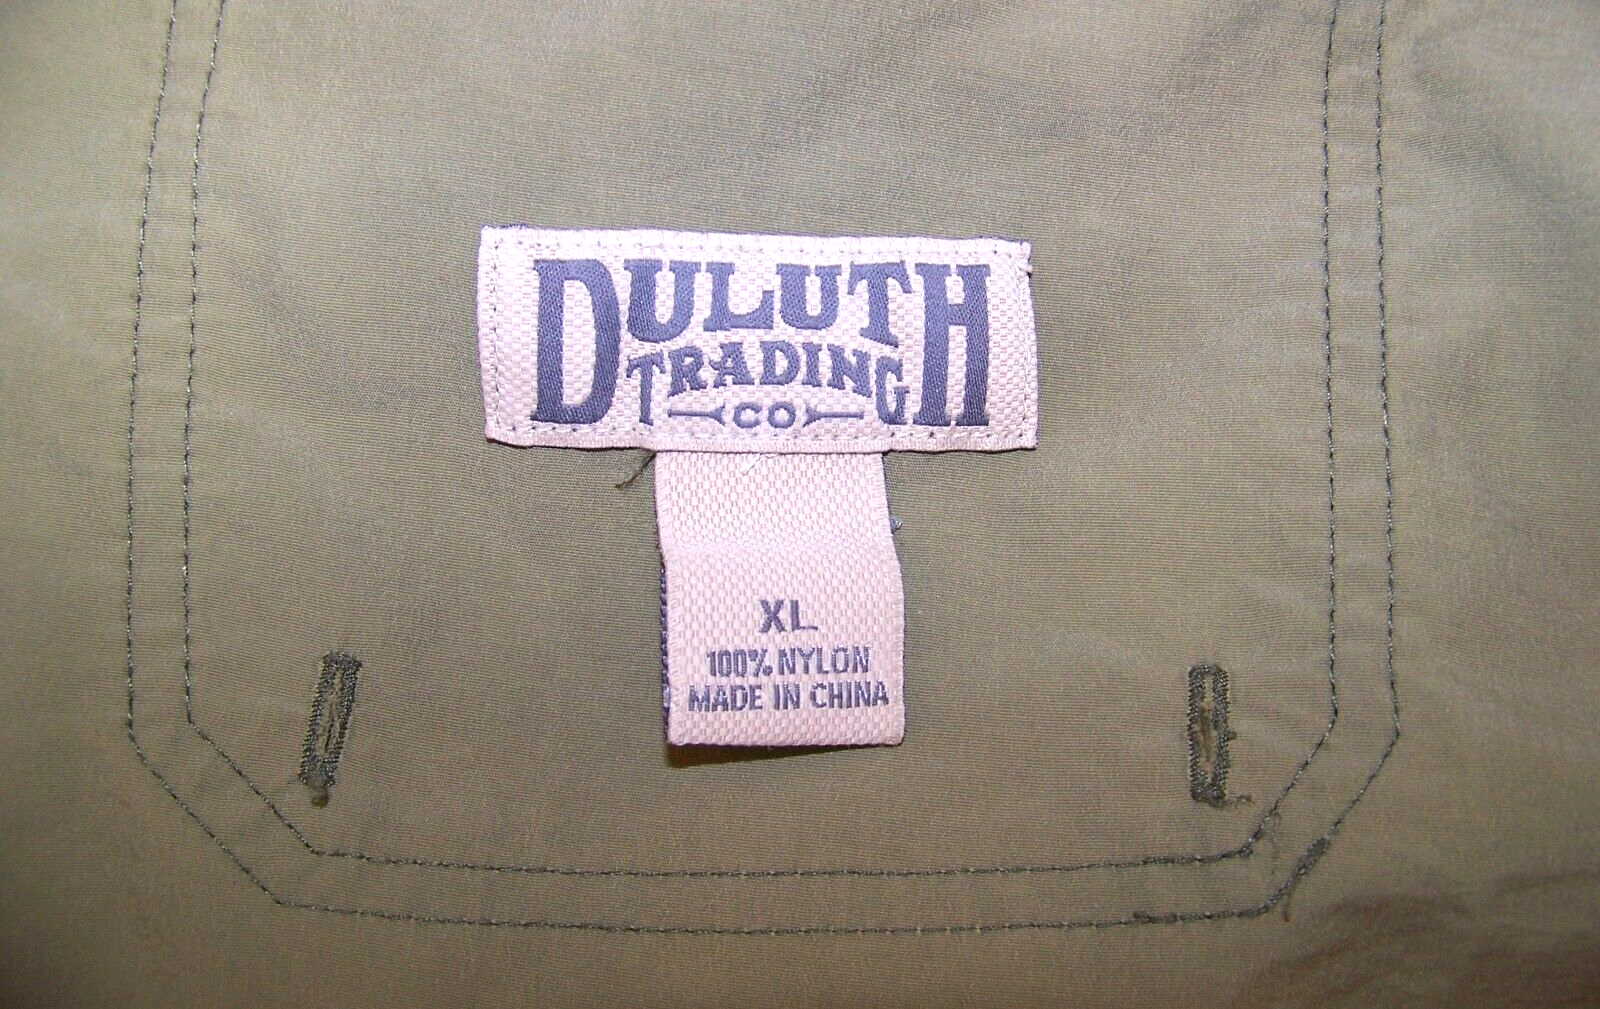 DULUTH
TRADING
CO
XL
100% NYLON
MADE IN CHINA